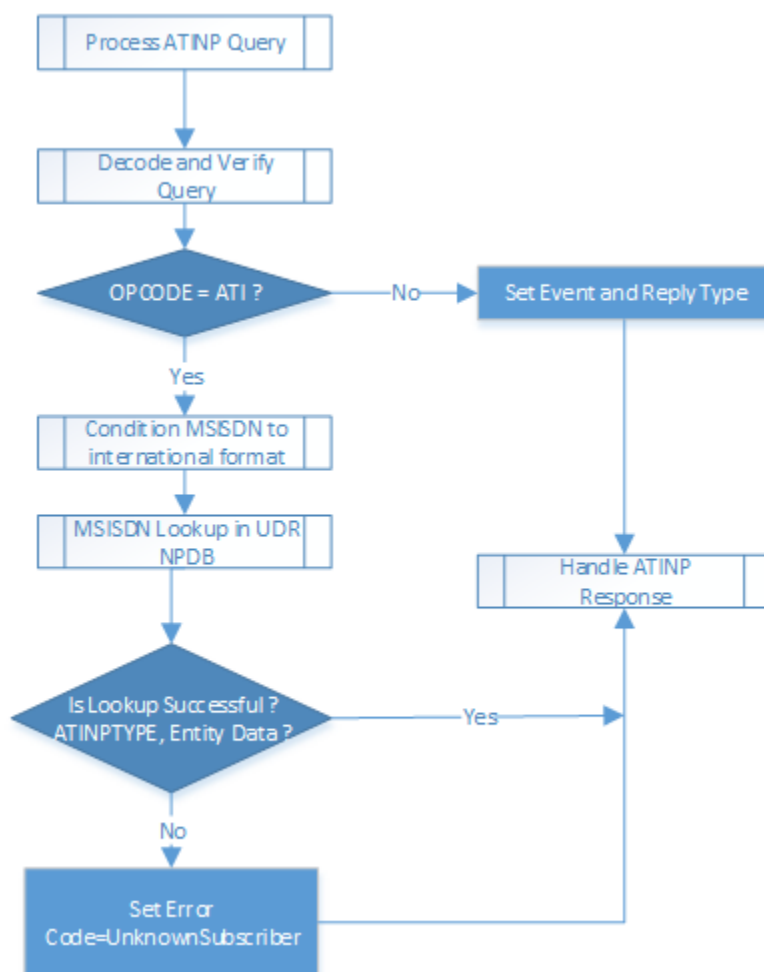 Process ATINP Query
Decode and Verify
Query
OPCODE = ATI ?
No
Set Event and Reply Type
Yes
Condition MSISDN to
international format
MSISDN Lookup in UDR
NPDB
Handle ATINP
Response
Is Lookup Successful ?
ATINPTYPE, Entity Data ?
Yes
No
Set Error
Code=UnknownSubscriber